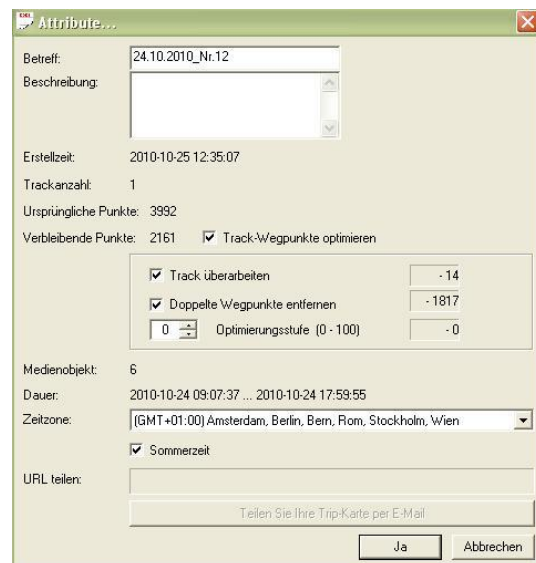 Attribute...
Betreff: 24.10.2010_Nr.12
Beschreibung:
Erstellzeit: 2010-10-25 12:35:07
Trackanzahl: 1
Ursprüngliche Punkte: 3992
Verbleibende Punkte: 2161 Track-Wegpunkte optimieren
Track überarbeiten - 14
Doppelte Wegpunkte entfernen - 1817
0 Optimierungsstufe (0 - 100) - 0
Medienobjekt: 6
Dauer: 2010-10-24 09:07:37 ... 2010-10-24 17:59:55
Zeitzone: (GMT+01:00) Amsterdam, Berlin, Bern, Rom, Stockholm, Wien
Sommerzeit
URL teilen:
Teilen Sie Ihre Trip-Karte per E-Mail
Ja Abbrechen